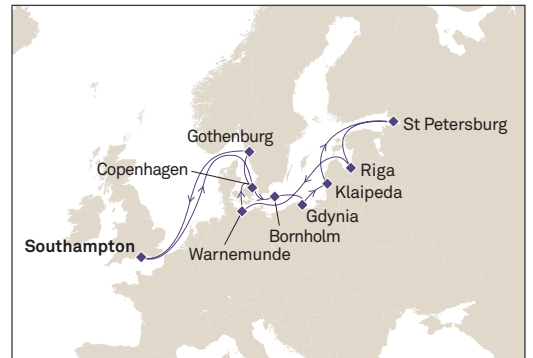 St Petersburg
Gothenburg
Copenhagen
Riga
Klaipeda
Gdynia
Bornholm
Southampton
Warnemunde